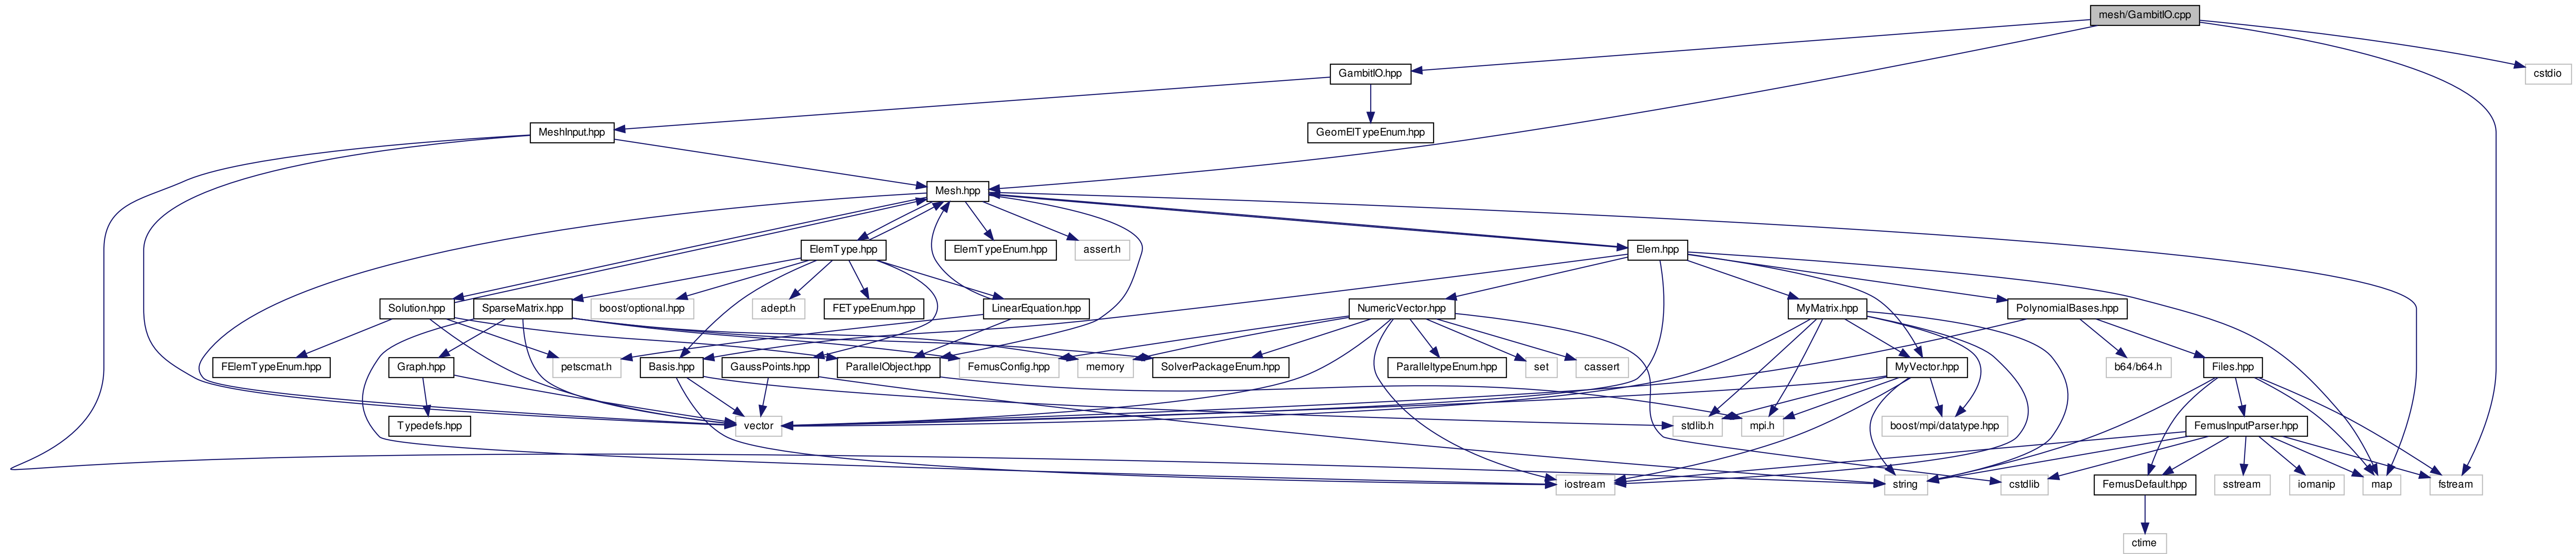 mesh/GambitIO.cpp
GambitIO.hpp
cstdio
MeshInput.hpp
GeomElTypeEnum.hpp
Mesh.hpp
ElemType.hpp
ElemTypeEnum.hpp
assert.h
Elem.hpp
Solution.hpp
SparseMatrix.hpp
boost/optional.hpp
adept.h
FETypeEnum.hpp
LinearEquation.hpp
NumericVector.hpp
MyMatrix.hpp
PolynomialBases.hpp
FElemTypeEnum.hpp
Graph.hpp
petscmat.h
Basis.hpp
GaussPoints.hpp
ParallelObject.hpp
FemusConfig.hpp
memory
SolverPackageEnum.hpp
ParalleltypeEnum.hpp
set
cassert
MyVector.hpp
b64/b64.h
Files.hpp
Typedefs.hpp
vector
stdlib.h
mpi.h
boost/mpi/datatype.hpp
FemusInputParser.hpp
iostream
string
cstdlib
FemusDefault.hpp
sstream
iomanip
map
fstream
ctime